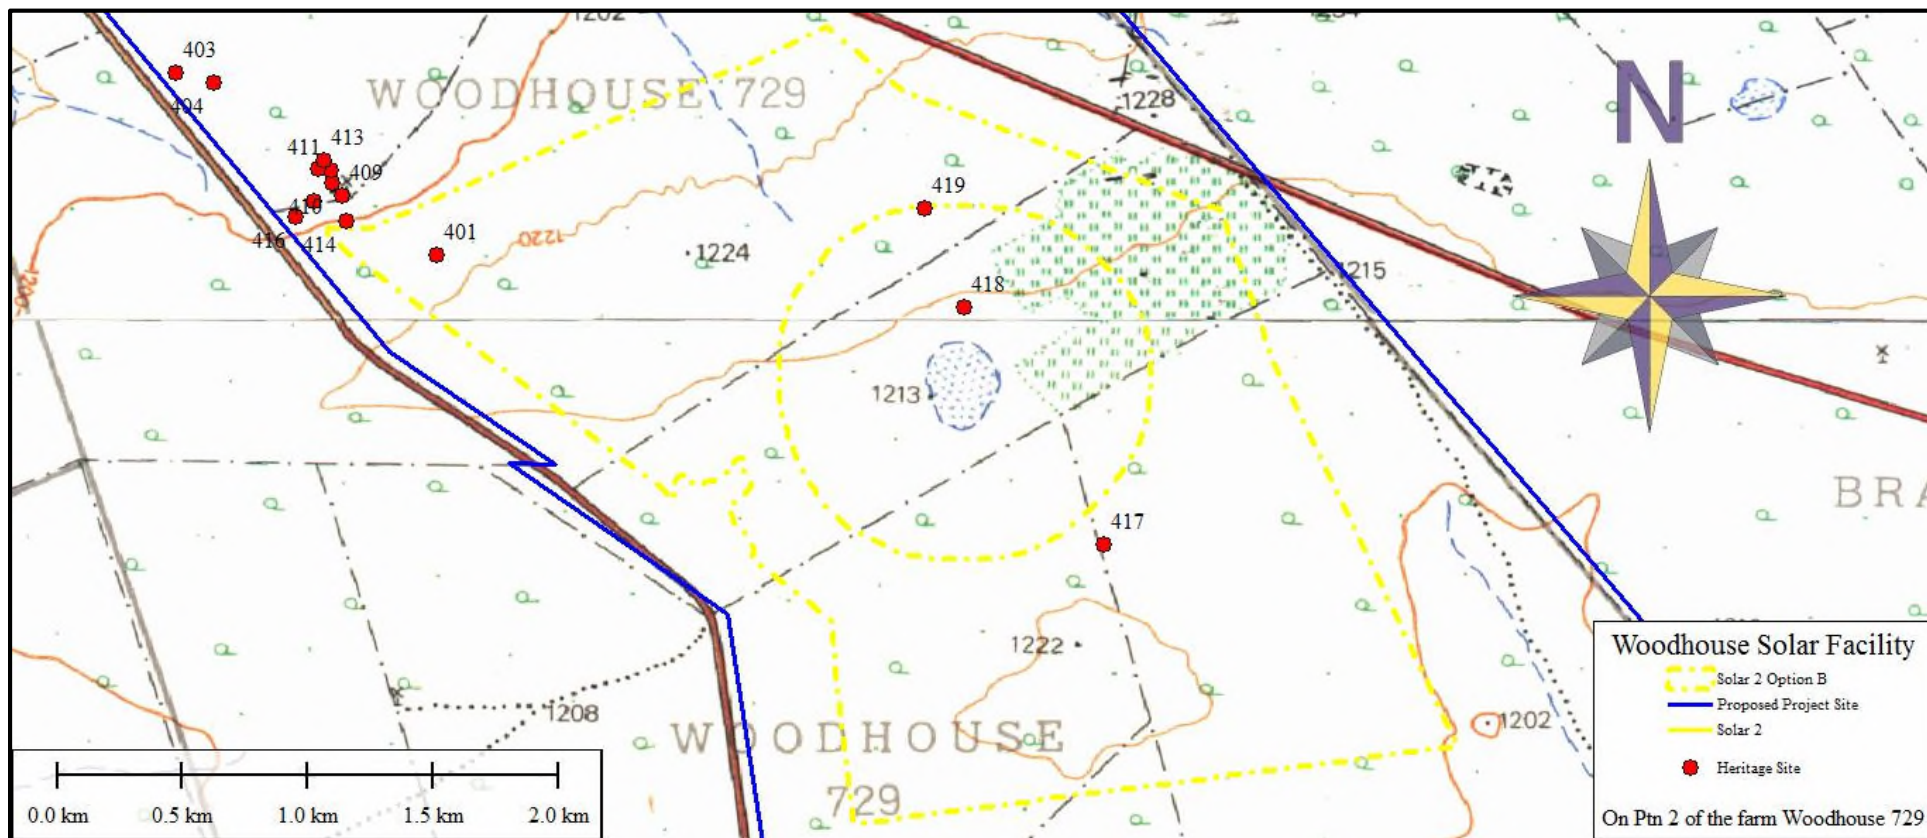 1202
403
WOODHOUSE 729
404
1228
411
413
409
419
410
416
414
401
1220
1224
1200
418
1215
1213
BRA
417
1222
1208
1202
WOODHOUSE
729
N
0.0 km 0.5 km 1.0 km 1.5 km 2.0 km
Woodhouse Solar Facility
Solar 2 Option B
Proposed Project Site
Solar 2
Heritage Site
On Ptn 2 of the farm Woodhouse 729